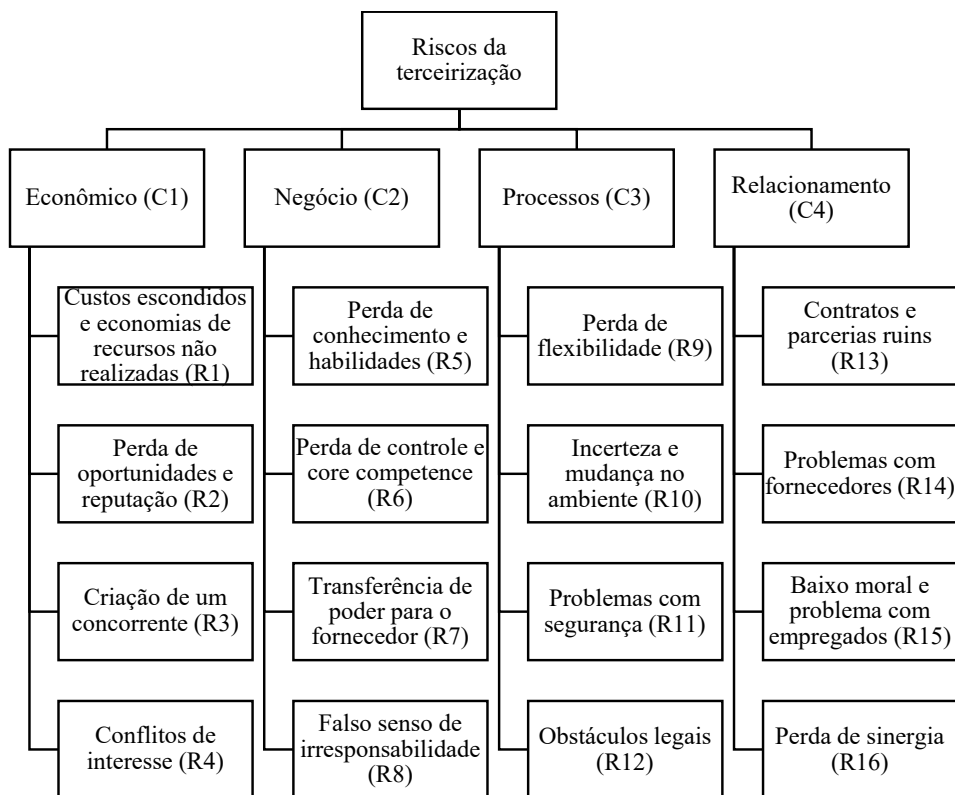 Riscos da
terceirização
Econômico (C1)
Negócio (C2)
Processos (C3)
Relacionamento
(C4)
Custos escondidos
e economias de
recursos não
realizadas (R1)
Perda de
oportunidades e
reputação (R2)
Criação de um
concorrente (R3)
Conflitos de
interesse (R4)
Perda de
conhecimento e
habilidades (R5)
Perda de controle e
core competence
(R6)
Transferência de
poder para o
fornecedor (R7)
Falso senso de
irresponsabilidade
(R8)
Perda de
flexibilidade (R9)
Incerteza e
mudança no
ambiente (R10)
Problemas com
segurança (R11)
Obstáculos legais
(R12)
Contratos e
parcerias ruins
(R13)
Problemas com
fornecedores (R14)
Baixo moral e
problema com
empregados (R15)
Perda de sinergia
(R16)